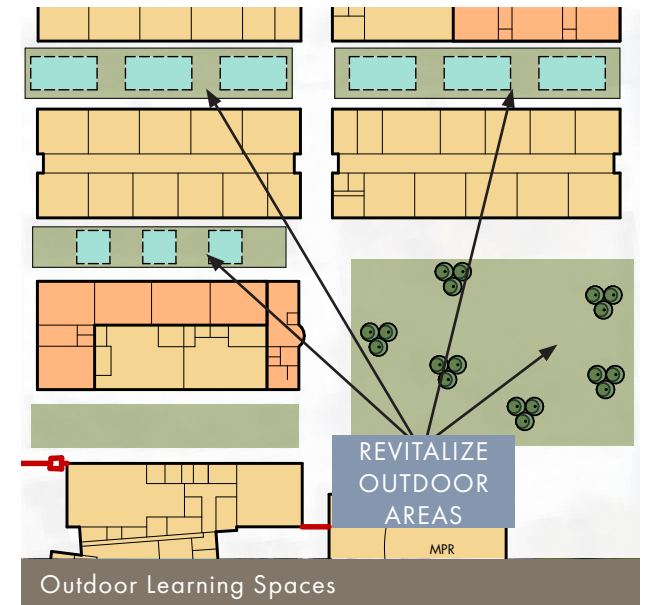 REVITALIZE
OUTDOOR
AREAS
MPR
Outdoor Learning Spaces